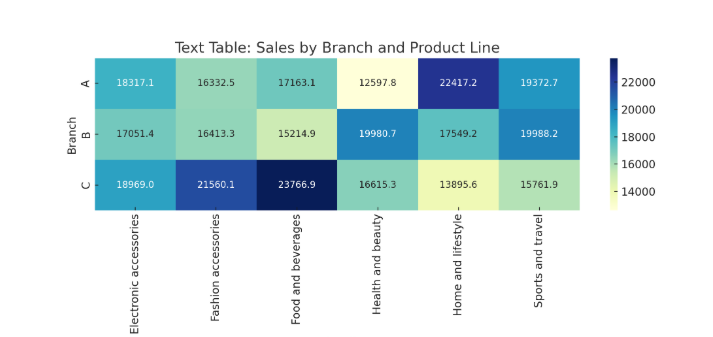 Text Table: Sales by Branch and Product Line
Branch
A
18317.1 16332.5 17163.1 12597.8 22417.2 19372.7
B
17051.4 16413.3 15214.9 19980.7 17549.2 19988.2
C
18969.0 21560.1 23766.9 16615.3 13895.6 15761.9
Electronic accessories
Fashion accessories
Food and beverages
Health and beauty
Home and lifestyle
Sports and travel
22000
20000
18000
16000
14000